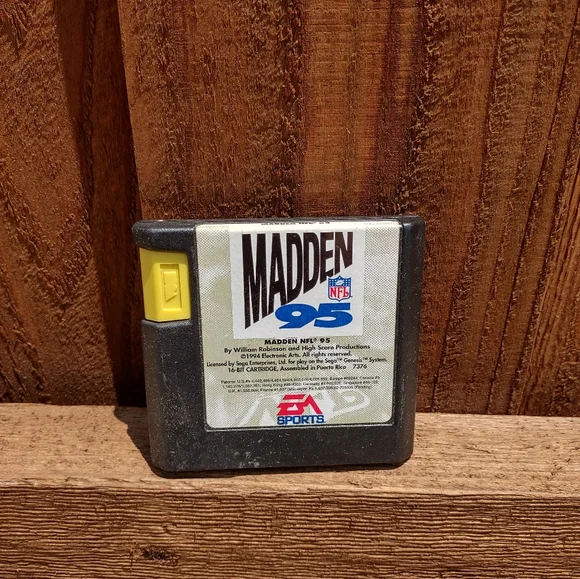 MADDEN
NFL
95
MADDEN NFL® 95
By William Robinson and High Score Productions
©1994 Electronic Arts. All rights reserved.
Licensed by Sega Enterprises, Ltd. for play on the Sega™ Genesis™ System.
16-BIT CARTRIDGE, Assembled in Puerto Rico 7376
EA
SPORTS